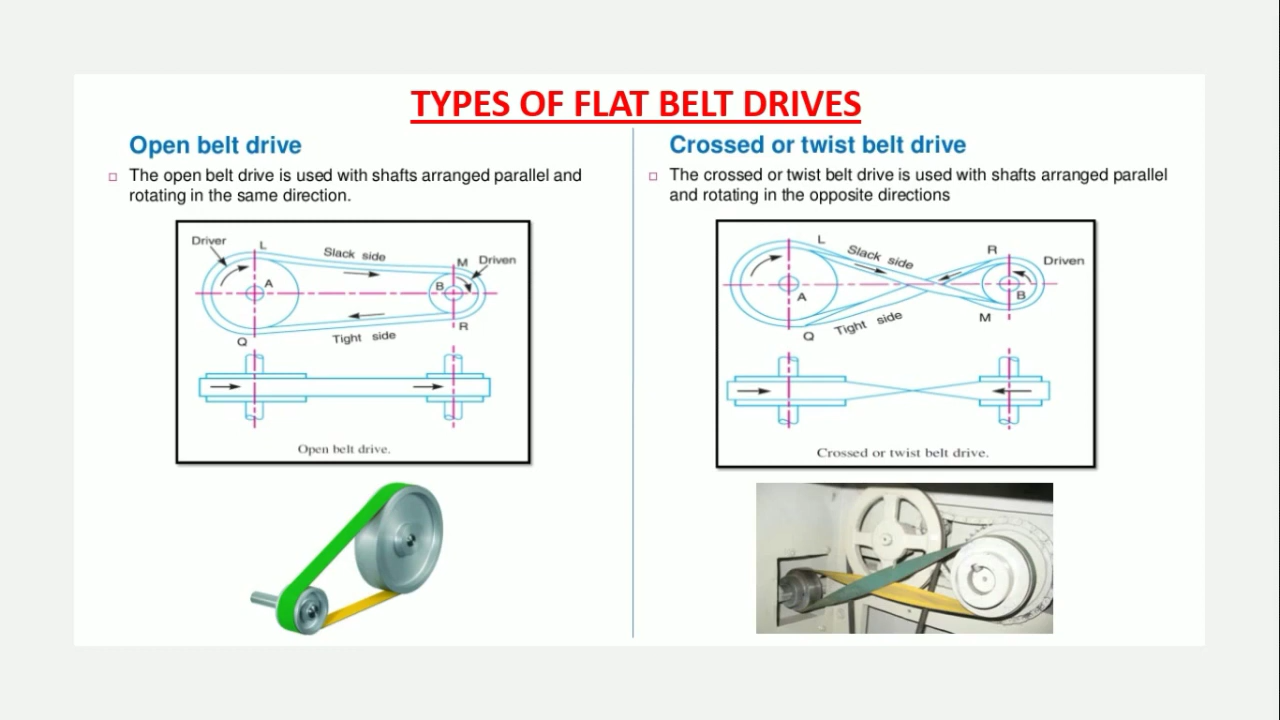 TYPES OF FLAT BELT DRIVES
Open belt drive
The open belt drive is used with shafts arranged parallel and
rotating in the same direction.
Driver
L
Slack side
M
Driven
A
B
Q
Tight side
R
Open belt drive.
Crossed or twist belt drive
The crossed or twist belt drive is used with shafts arranged parallel
and rotating in the opposite directions
L
Slack side
R
Driven
A
B
Q
Tight side
M
Crossed or twist belt drive.